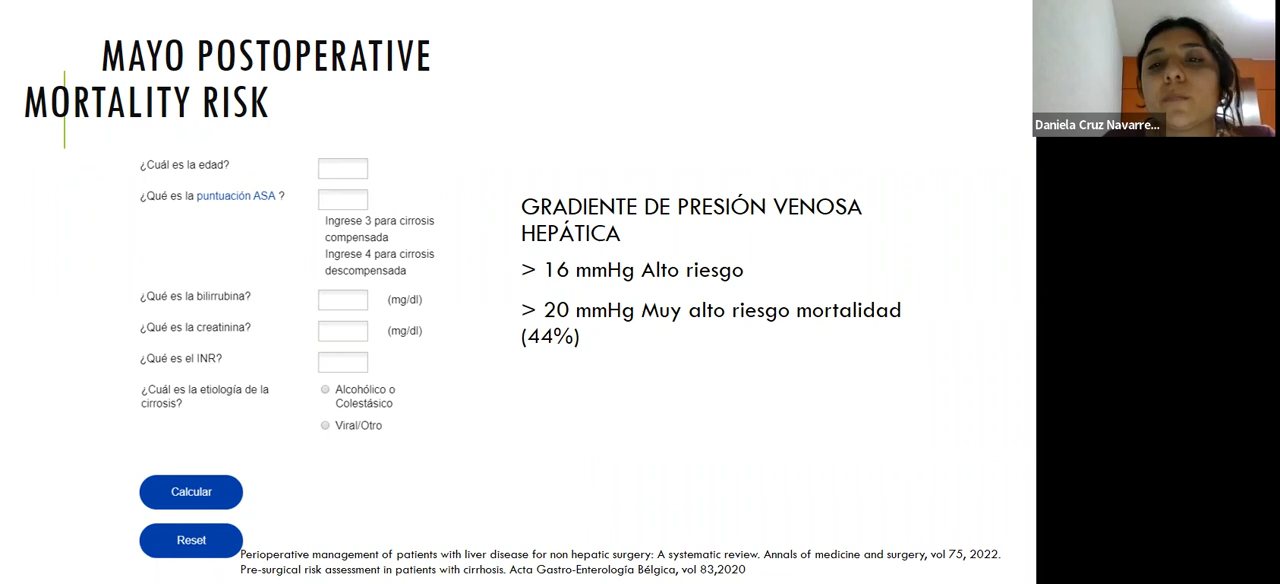 MAYO POSTOPERATIVE
MORTALITY RISK
¿Cuál es la edad?
¿Qué es la puntuación ASA ?
Ingrese 3 para cirrosis
compensada
Ingrese 4 para cirrosis
descompensada
¿Qué es la bilirrubina?
(mg/dl)
¿Qué es la creatinina?
(mg/dl)
¿Qué es el INR?
¿Cuál es la etiología de la
cirrosis?
Alcohólico o
Colestásico
Viral/Otro
Calcular
Reset
GRADIENTE DE PRESIÓN VENOSA
HEPÁTICA
> 16 mmHg Alto riesgo
> 20 mmHg Muy alto riesgo mortalidad
(44%)
Perioperative management of patients with liver disease for non hepatic surgery: A systematic review. Annals of medicine and surgery, vol 75, 2022.
Pre-surgical risk assessment in patients with cirrhosis. Acta Gastro-Enterología Bélgica, vol 83,2020
Daniela Cruz Navarre...